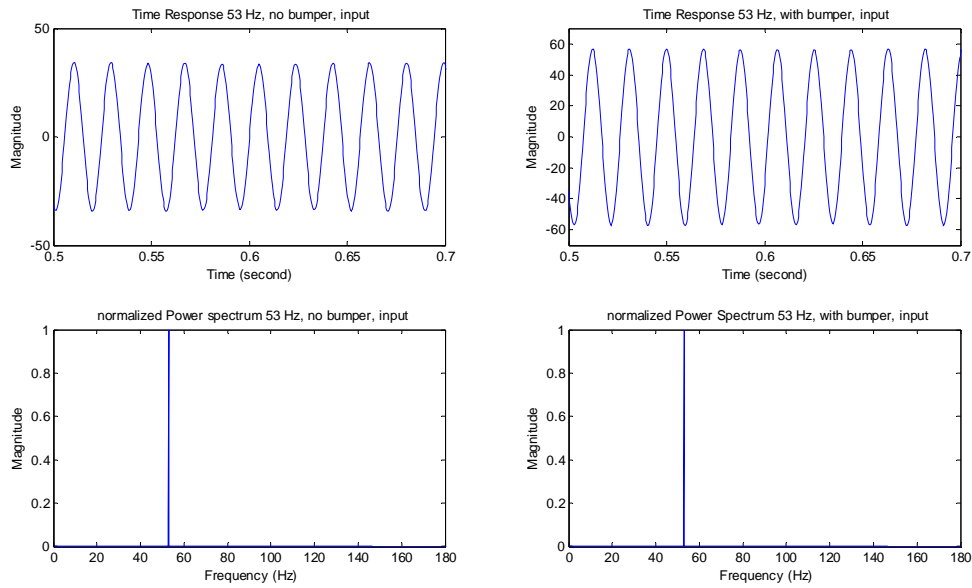 Time Response 53 Hz, no bumper, input
50
0
-50
Magnitude
0.5 0.55 0.6 0.65 0.7
Time (second)
Time Response 53 Hz, with bumper, input
60
40
20
0
-20
-40
-60
Magnitude
0.5 0.55 0.6 0.65 0.7
Time (second)
normalized Power spectrum 53 Hz, no bumper, input
1
0.8
0.6
0.4
0.2
0
Magnitude
0 20 40 60 80 100 120 140 160 180
Frequency (Hz)
normalized Power Spectrum 53 Hz, with bumper, input
1
0.8
0.6
0.4
0.2
0
Magnitude
0 20 40 60 80 100 120 140 160 180
Frequency (Hz)